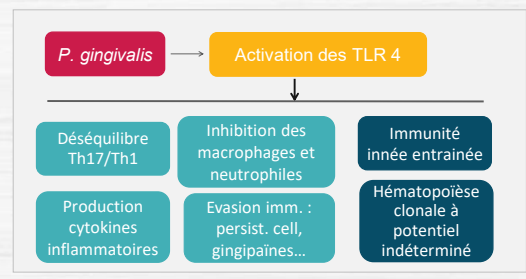 P. gingivalis
Activation des TLR 4
Déséquilibre
Th17/Th1
Inhibition des
macrophages et
neutrophiles
Immunité
innée entrainée
Production
cytokines
inflammatoires
Evasion imm. :
persist. cell,
gingipaïnes...
Hématopoïèse
clonale à
potentiel
indéterminé